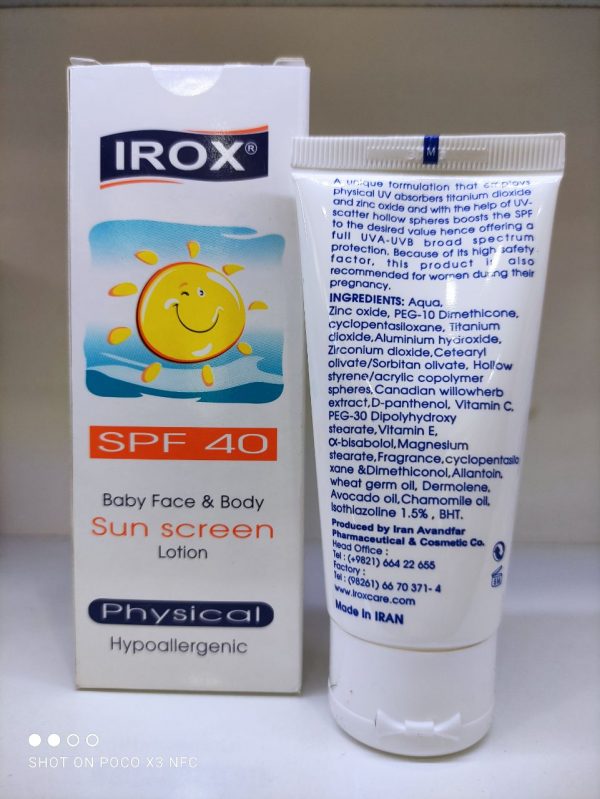 IROX®
SPF 40
Baby Face & Body
Sun screen
Lotion
Physical
Hypoallergenic
M
A unique formulation that employs
physical UV absorbers titanium dioxide
and zinc oxide and with the help of UV-
scatter hollow spheres boosts the SPF
to the desired value hence offering a
full UVA-UVB broad spectrum
protection. Because of its high safety
factor, this product is also
recommended for women during their
pregnancy.
INGREDIENTS: Aqua,
Zinc oxide, PEG-10 Dimethicone,
cyclopentasiloxane, Titanium
dioxide,Aluminium hydroxide,
Zirconium dioxide,Cetearyl
olivate/Sorbitan olivate, Hollow
styrene/acrylic copolymer
spheres,Canadian willowherb
extract,D-panthenol, Vitamin C,
PEG-30 Dipolyhydroxy
stearate,Vitamin E,
α-bisabolol,Magnesium
stearate,Fragrance,cyclopentasilo
xane &Dimethiconol,Allantoin,
wheat germ oil, Dermolene,
Avocado oil,Chamomile oil,
Isothiazoline 1.5% , BHT.
Produced by Iran Avandfar
Pharmaceutical & Cosmetic Co.
Head Office :
Tel : (+9821) 664 22 655
Factory :
Tel : (98261) 66 70 371- 4
www.iroxcare.com
Made in IRAN
SHOT ON POCO X3 NFC